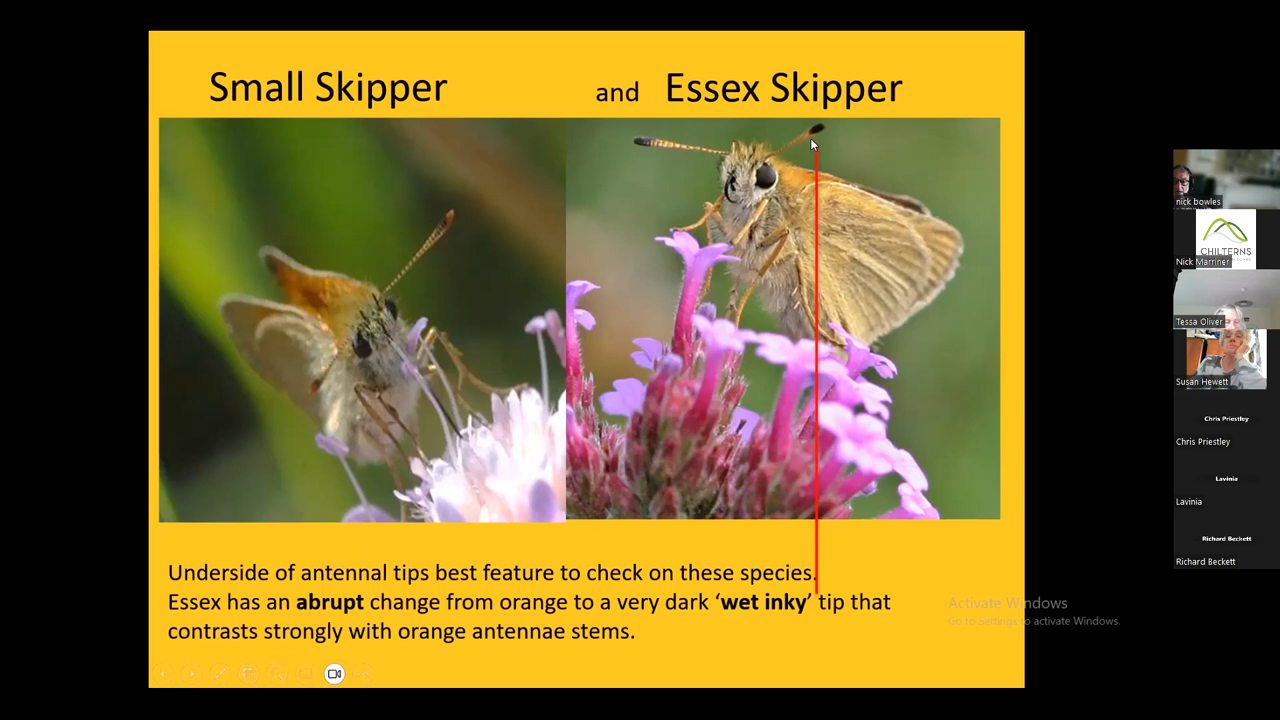 Small Skipper and Essex Skipper
Underside of antennal tips best feature to check on these species.
Essex has an abrupt change from orange to a very dark ‘wet inky’ tip that
contrasts strongly with orange antennae stems.
Activate Windows
Go to Settings to activate Windows.
nick bowles
CHILTERNS
Nick Marriner
Tessa Oliver
Susan Hewett
Chris Priestley
Chris Priestley
Lavinia
Lavinia
Richard Beckett
Richard Beckett